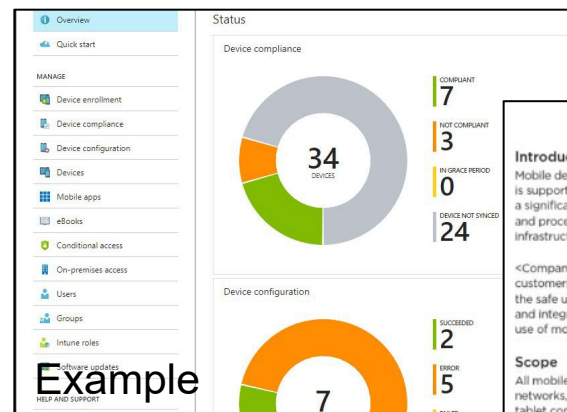 Overview
Quick start
MANAGE
Device enrollment
Device compliance
Device configuration
Devices
Mobile apps
eBooks
Conditional access
On-premises access
Users
Groups
Intune roles
Software updates
HELP AND SUPPORT
Example
Status
Device compliance
34
DEVICES
COMPLIANT
7
NOT COMPLIANT
3
IN GRACE PERIOD
0
DEVICE NOT SYNCED
24
Device configuration
7
SUCCEEDED
2
ERROR
5
Introduc
Mobile de
is support
a significa
and proce
infrastruct
<Compan
customer
the safe u
and integ
use of mo
Scope
All mobile
networks,
tablet co